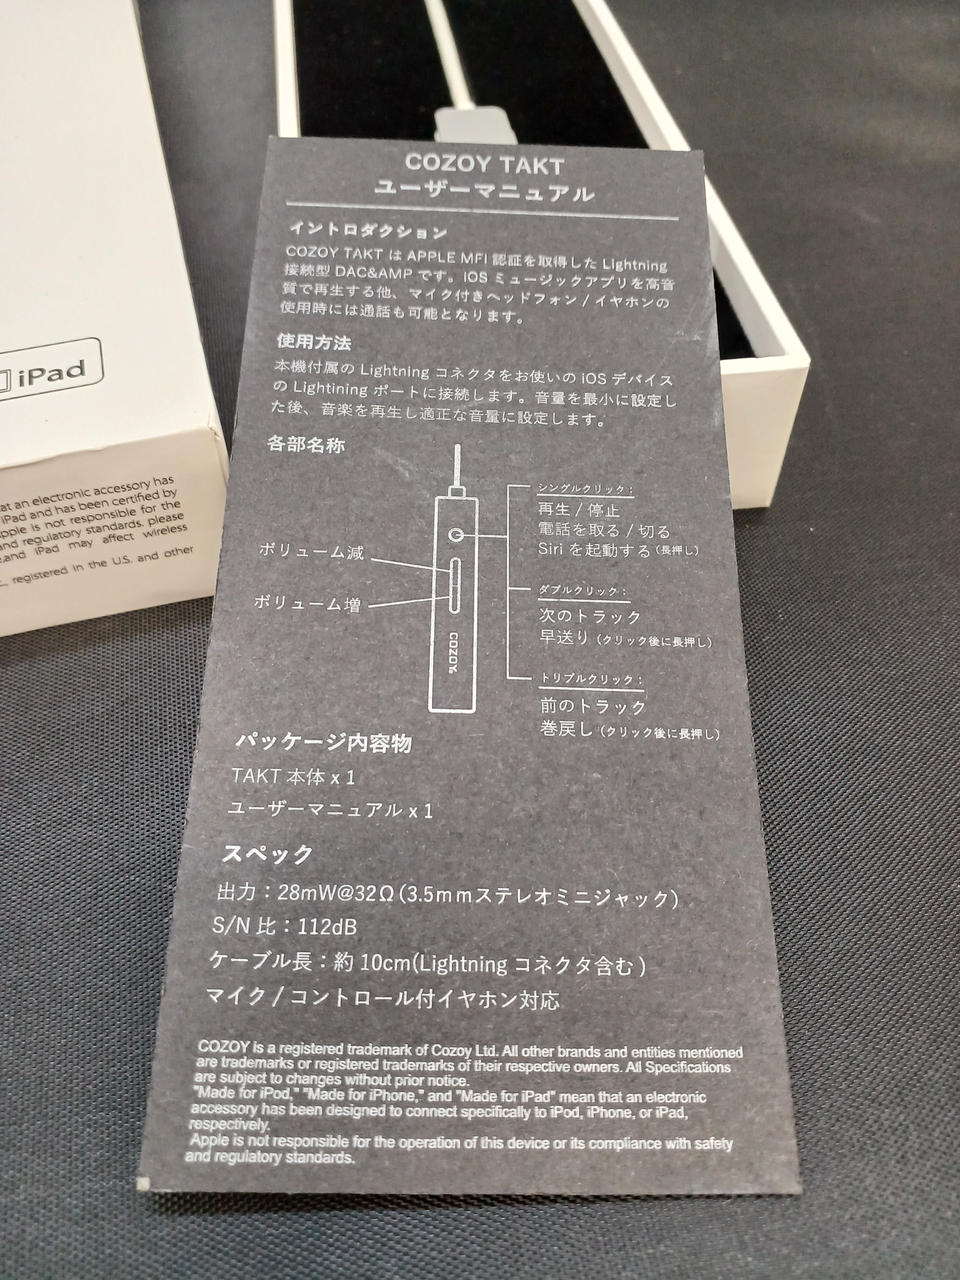 COZOY TAKT
ユーザーマニュアル
イントロダクション
COZOY TAKT は APPLE MFI 認証を取得した Lightning
接続型 DAC&AMP です。iOS ミュージックアプリを高音
質で再生する他、マイク付きヘッドフォン / イヤホンの
使用時には通話も可能となります。
使用方法
本機付属の Lightning コネクタをお使いの iOS デバイス
の Lightining ポートに接続します。音量を最小に設定し
た後、音楽を再生し適正な音量に設定します。
各部名称
ボリューム減
ボリューム増
COZOY
シングルクリック：
再生 / 停止
電話を取る / 切る
Siri を起動する (長押し)
ダブルクリック：
次のトラック
早送り (クリック後に長押し)
トリプルクリック：
前のトラック
巻戻し (クリック後に長押し)
パッケージ内容物
TAKT 本体 x 1
ユーザーマニュアル x 1
スペック
出力：28mW@32Ω (3.5mmステレオミニジャック)
S/N 比：112dB
ケーブル長：約 10cm(Lightning コネクタ含む )
マイク / コントロール付イヤホン対応
COZOY is a registered trademark of Cozoy Ltd. All other brands and entities mentioned
are trademarks or registered trademarks of their respective owners. All Specifications
are subject to changes without prior notice.
"Made for iPod," "Made for iPhone," and "Made for iPad" mean that an electronic
accessory has been designed to connect specifically to iPod, iPhone, or iPad,
respectively.
Apple is not responsible for the operation of this device or its compliance with safety
and regulatory standards.
iPad
at an electronic accessory has
iPad and has been certified by
pple is not responsible for the
nd regulatory standards. please
and iPad may affect wireless
registered in the U.S. and other